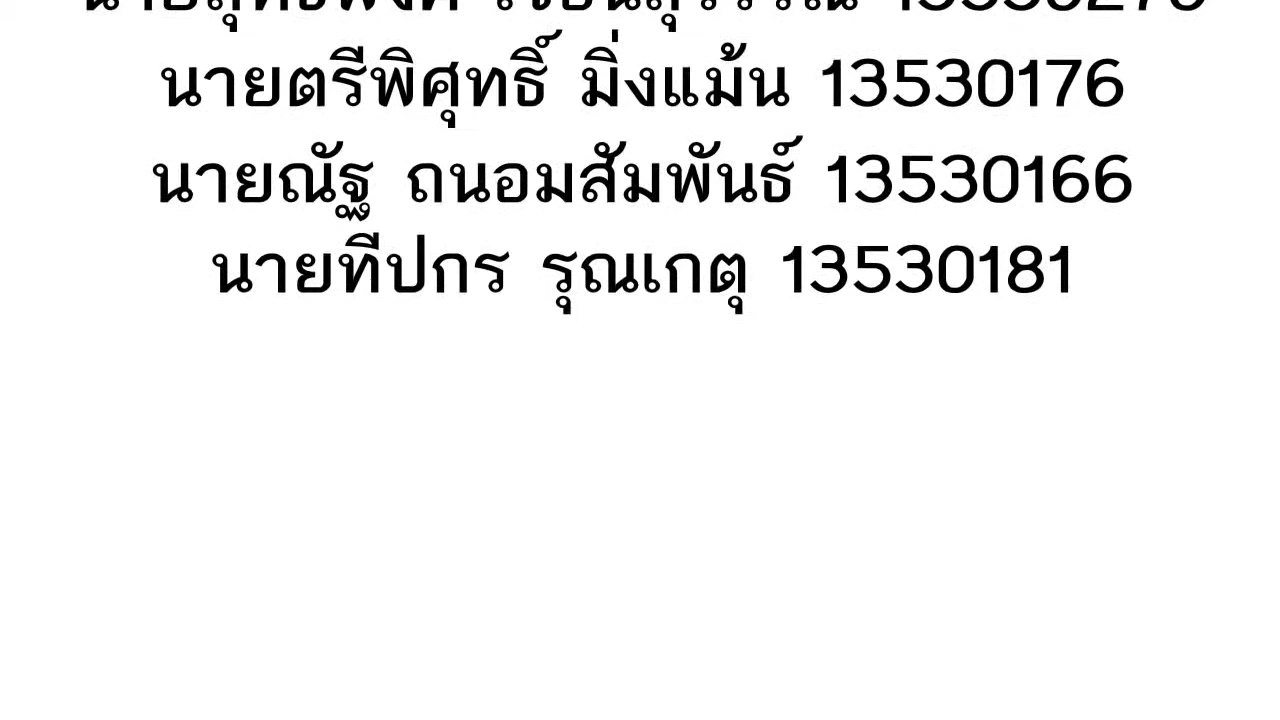 นายตรีพิศุทธิ์ มิ่งแม้น 13530176
นายณัฐ ถนอมสัมพันธ์ 13530166
นายทีปกร รุณเกตุ 13530181